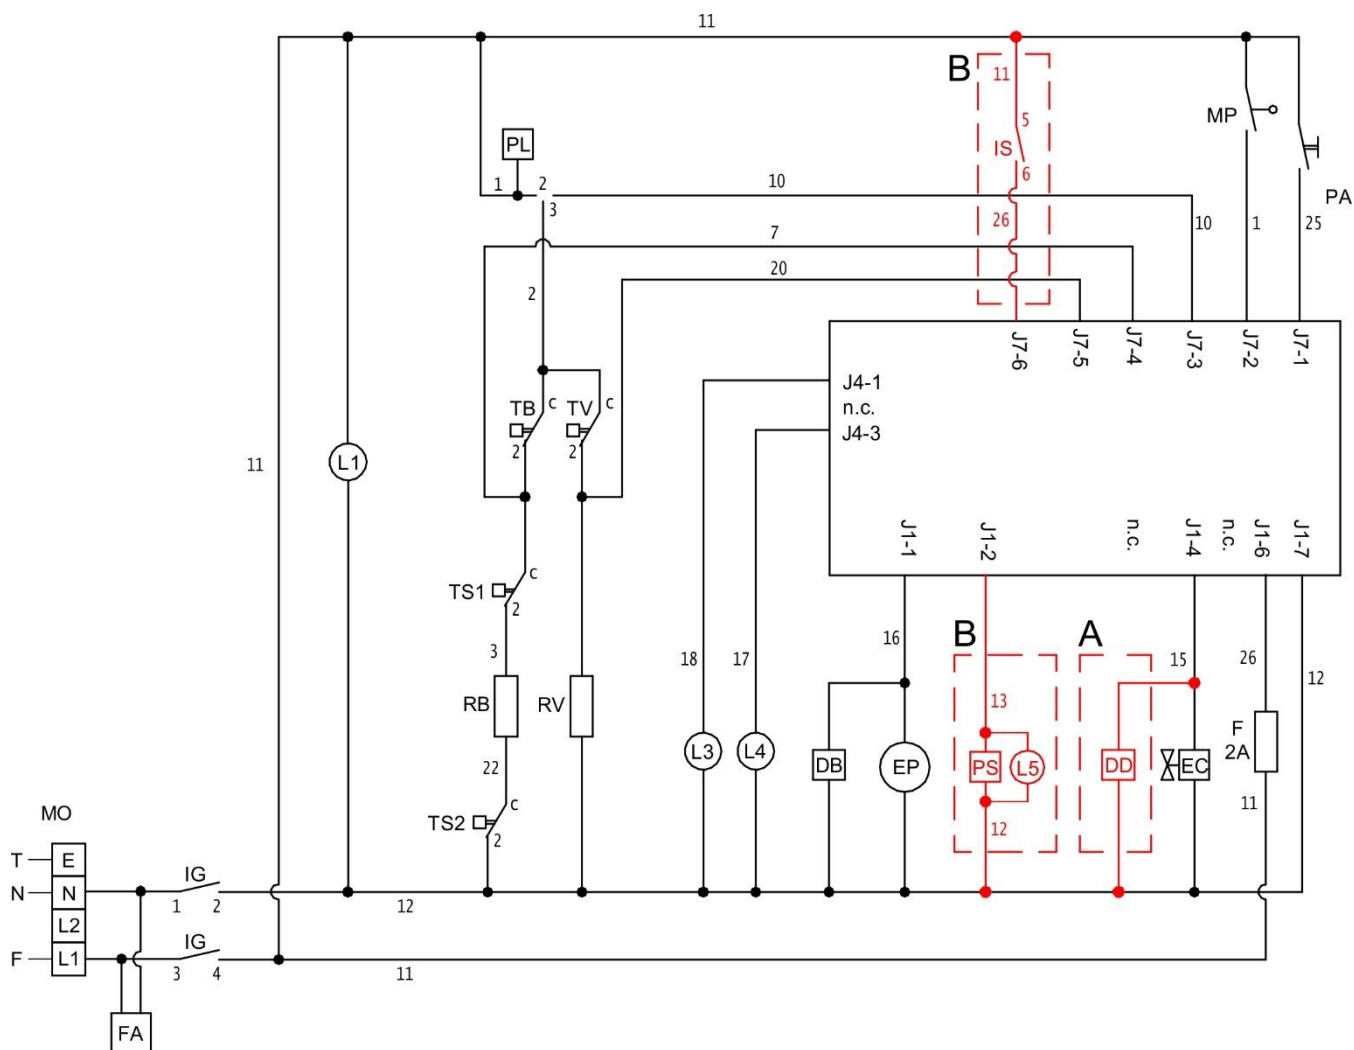 11
B
11
5
IS
6
26
MP
PA
PL
1
2
3
10
10
1
25
7
20
2
J7-6
J7-5
J7-4
J7-3
J7-2
J7-1
J4-1
n.c.
J4-3
TB
c
TV
c
2
2
11
L1
J1-1
J1-2
n.c.
J1-4
n.c.
J1-6
J1-7
c
TS1
2
16
B
A
3
18
17
15
26
12
RB
RV
13
F
2A
L3
L4
DB
EP
PS
L5
DD
EC
22
11
c
TS2
2
12
MO
T
E
IG
N
N
1
2
12
L2
IG
F
L1
3
4
11
FA